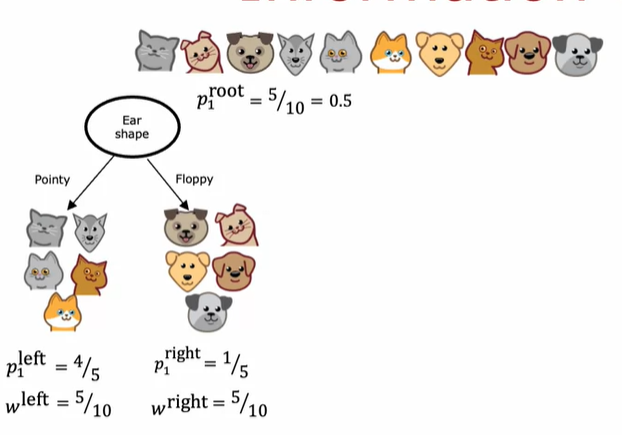 p₁^root = 5/10 = 0.5
Ear
shape
Pointy Floppy
p₁^left = 4/5 p₁^right = 1/5
w^left = 5/10 w^right = 5/10